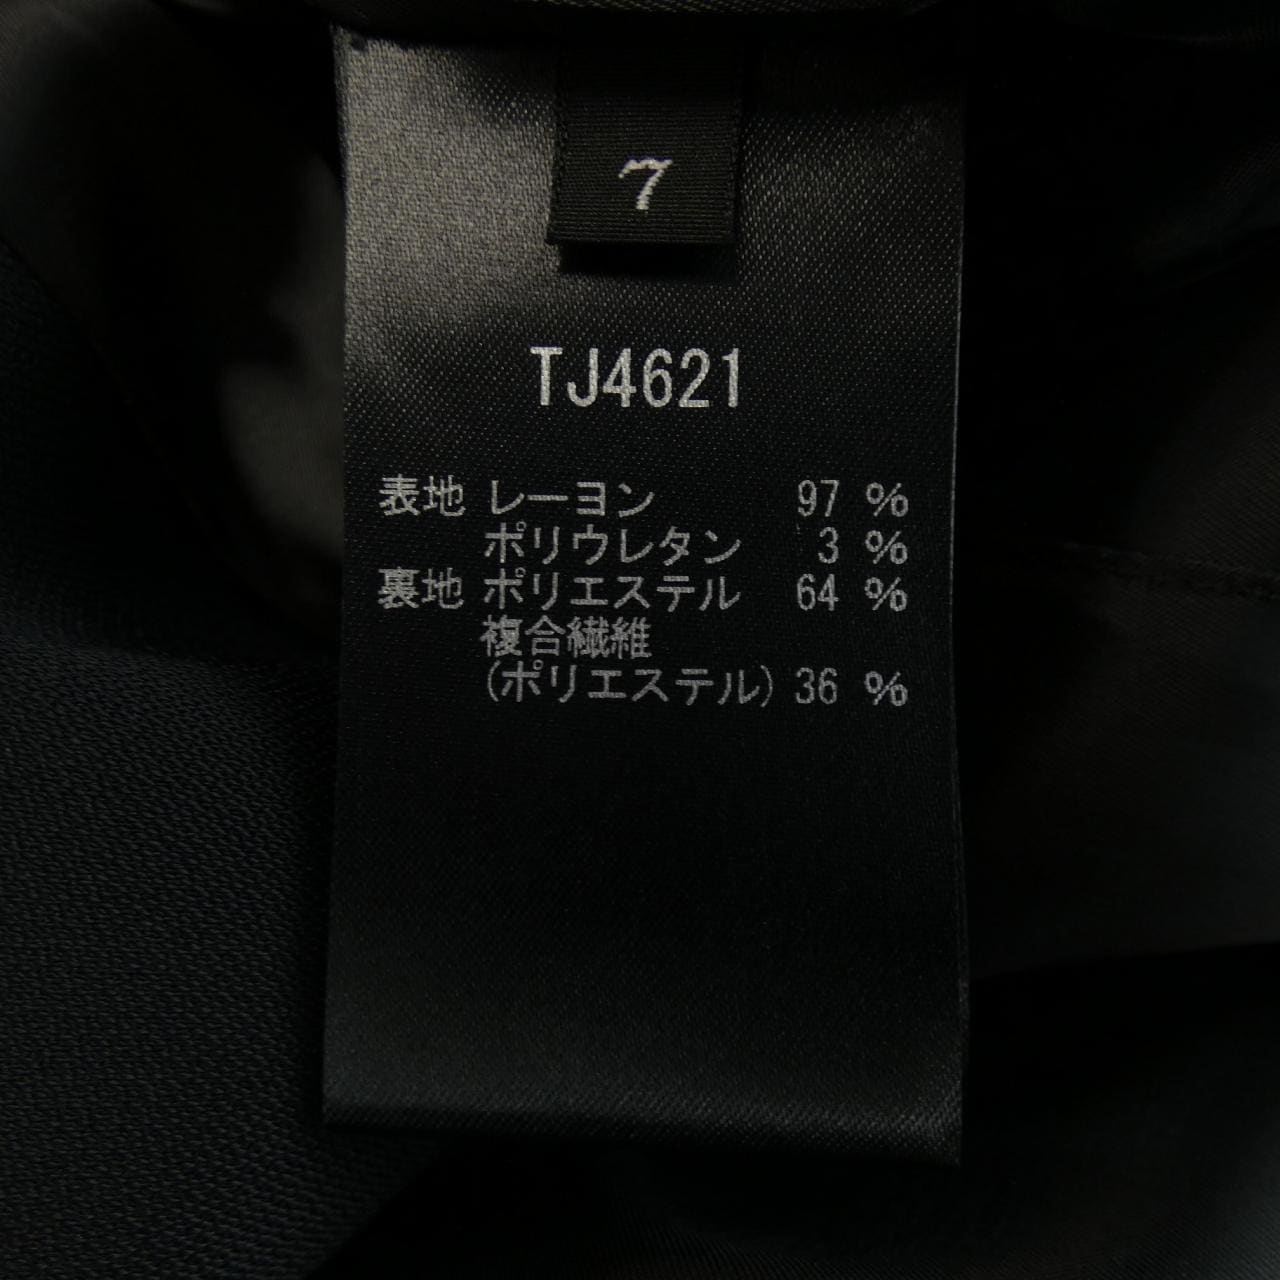 7
TJ4621
表地 レーヨン 97 %
ポリウレタン 3 %
裏地 ポリエステル 64 %
複合繊維
(ポリエステル) 36 %